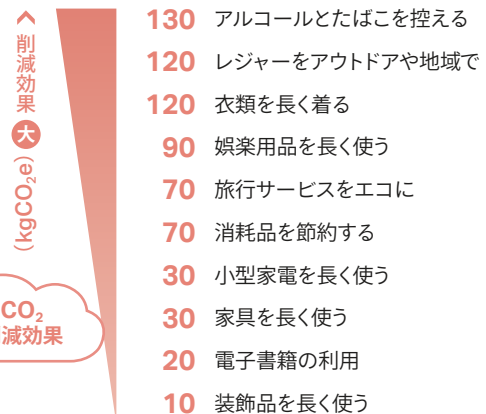 削減効果 大 (kgCO₂e)
130 アルコールとたばこを控える
120 レジャーをアウトドアや地域で
120 衣類を長く着る
90 娯楽用品を長く使う
70 旅行サービスをエコに
70 消耗品を節約する
30 小型家電を長く使う
30 家具を長く使う
20 電子書籍の利用
10 装飾品を長く使う
CO₂
減効果